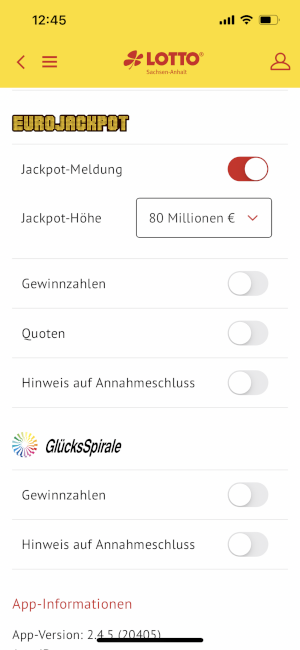 12:45
LOTTO®
Sachsen-Anhalt
EUROJACKPOT
Jackpot-Meldung
Jackpot-Höhe
80 Millionen €
Gewinnzahlen
Quoten
Hinweis auf Annahmeschluss
GlücksSpirale
Gewinnzahlen
Hinweis auf Annahmeschluss
App-Informationen
App-Version: 2.4.5 (20405)